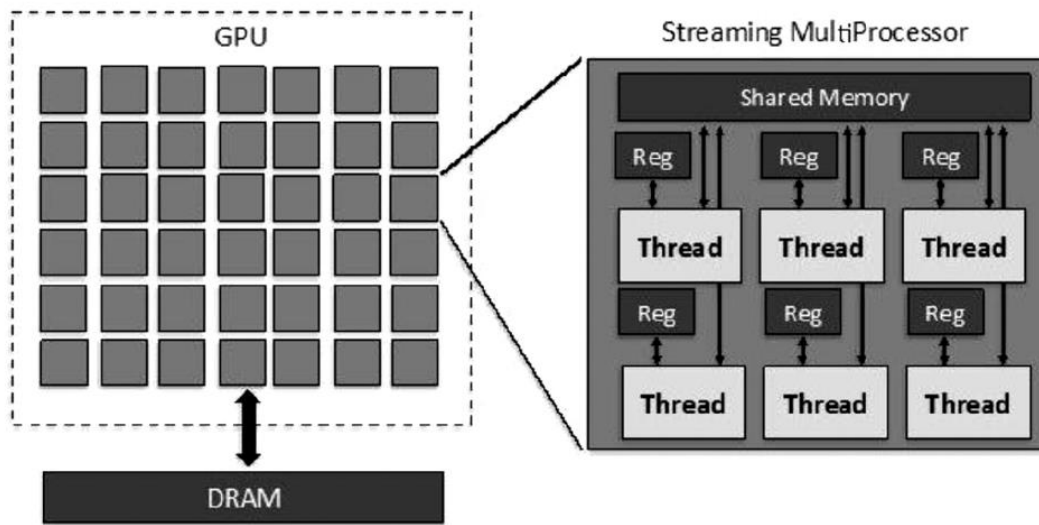 GPU
DRAM
Streaming MultiProcessor
Shared Memory
Reg Reg Reg
Thread Thread Thread
Reg Reg Reg
Thread Thread Thread